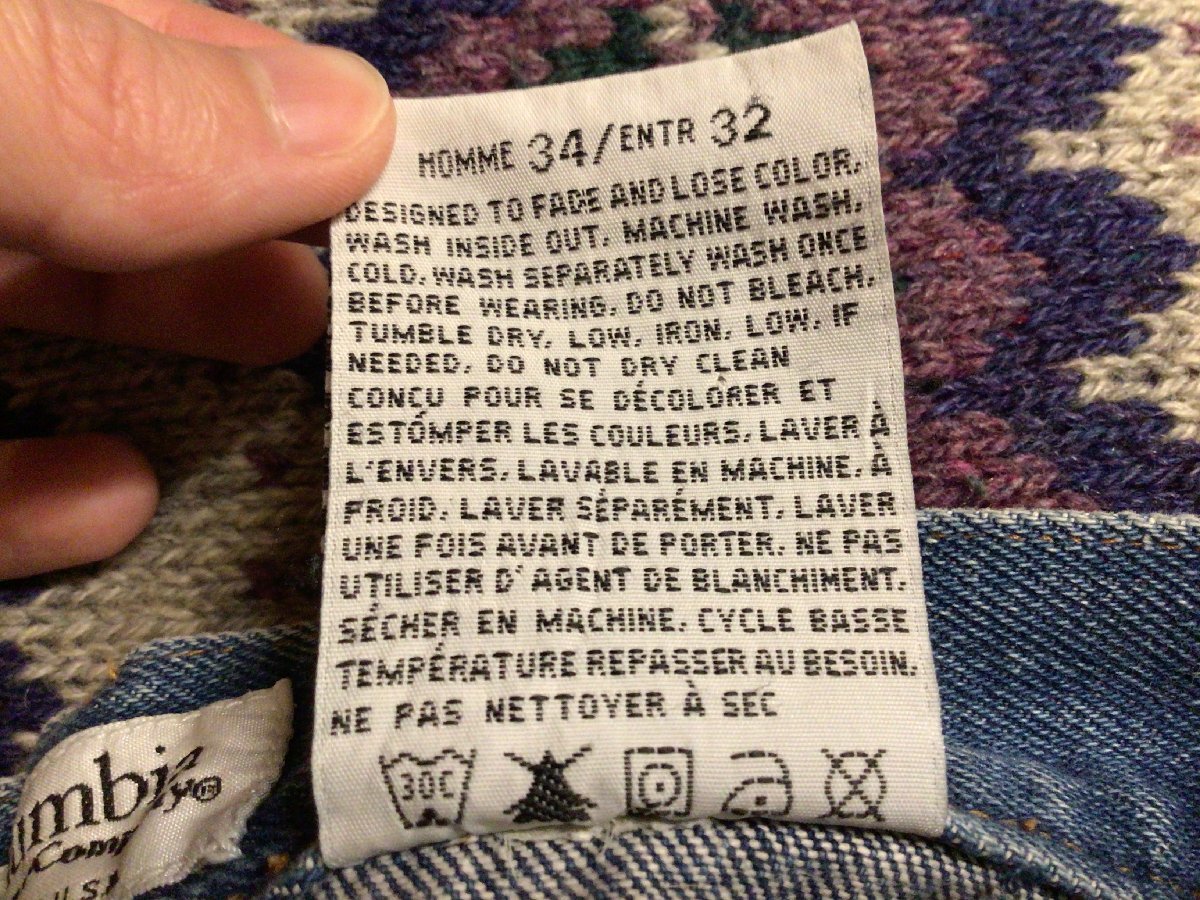 HOMME 34/ENTR 32
DESIGNED TO FADE AND LOSE COLOR.
WASH INSIDE OUT. MACHINE WASH.
COLD. WASH SEPARATELY WASH ONCE
BEFORE WEARING. DO NOT BLEACH.
TUMBLE DRY. LOW. IRON. LOW. IF
NEEDED. DO NOT DRY CLEAN
CONÇU POUR SE DÉCOLORER ET
ESTOMPER LES COULEURS. LAVER À
L'ENVERS. LAVABLE EN MACHINE. À
FROID. LAVER SÉPARÉMENT. LAVER
UNE FOIS AVANT DE PORTER. NE PAS
UTILISER D'AGENT DE BLANCHIMENT.
SÉCHER EN MACHINE. CYCLE BASSE
TEMPÉRATURE REPASSER AU BESOIN.
NE PAS NETTOYER À SEC
30C
umbia
Comp y®
U.S.A